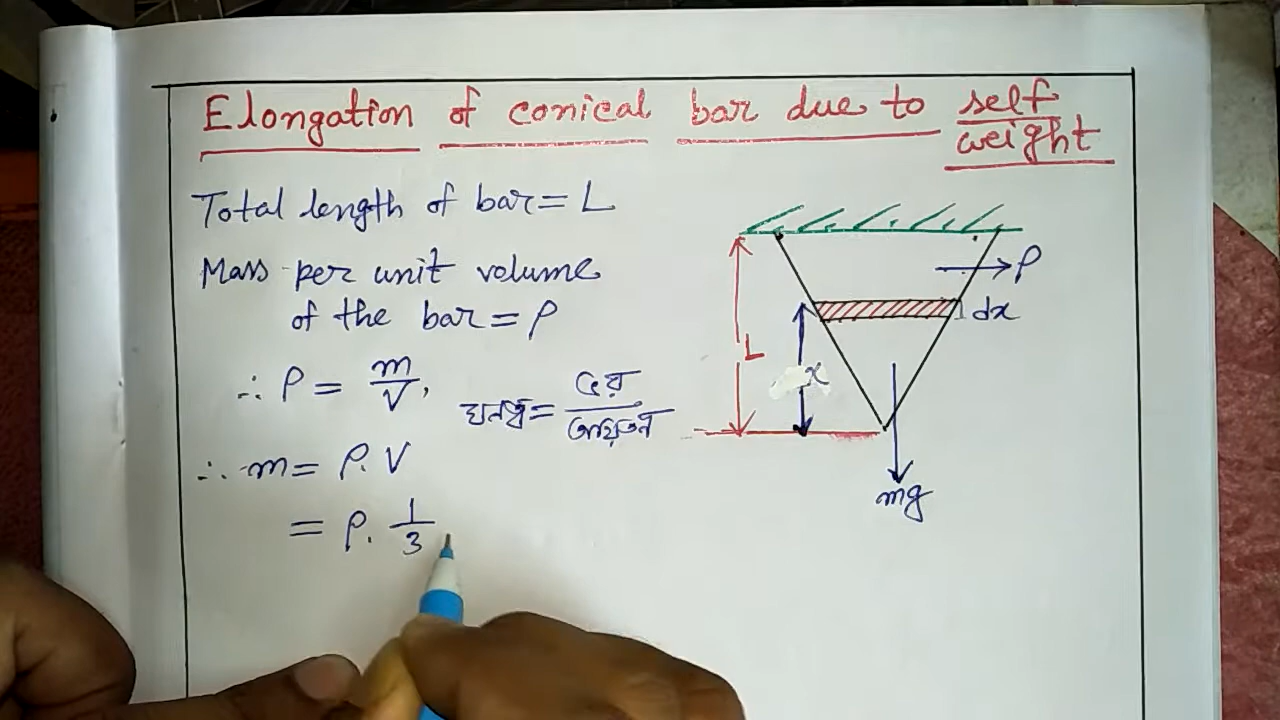 Elongation of conical bar due to self
weight
Total length of bar = L
Mass per unit volume
of the bar = ρ
∴ ρ = m/V, ঘনত্ব = ভর/আয়তন
∴ m = ρ. V
= ρ. 1/3
ρ
dx
L
x
mg